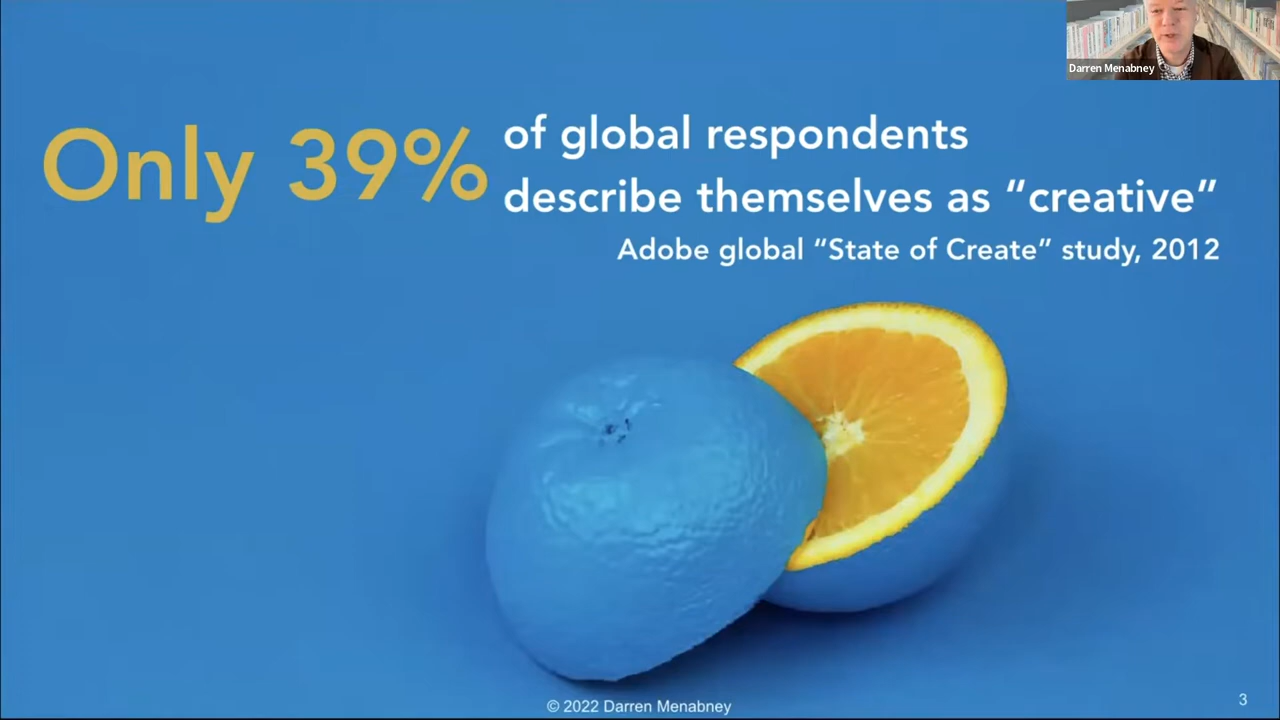 Darren Menabney
Only 39%
of global respondents
describe themselves as “creative”
Adobe global “State of Create” study, 2012
© 2022 Darren Menabney
3